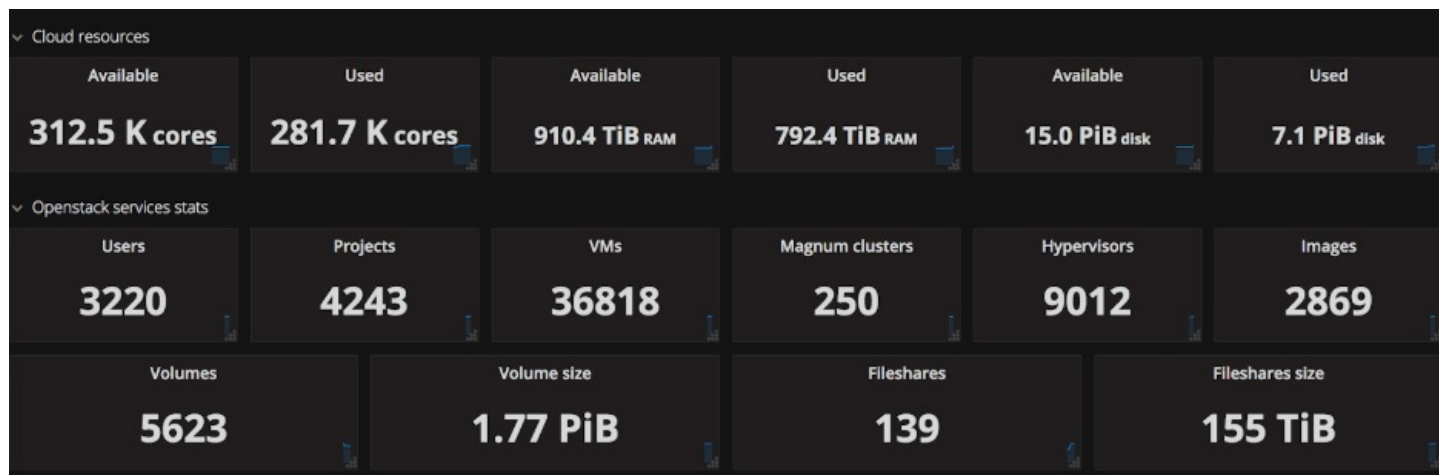 Cloud resources
Available
Used
Available
Used
Available
Used
312.5 K cores
281.7 K cores
910.4 TiB RAM
792.4 TiB RAM
15.0 PiB disk
7.1 PiB disk
Openstack services stats
Users
Projects
VMs
Magnum clusters
Hypervisors
Images
3220
4243
36818
250
9012
2869
Volumes
Volume size
Fileshares
Fileshares size
5623
1.77 PiB
139
155 TiB